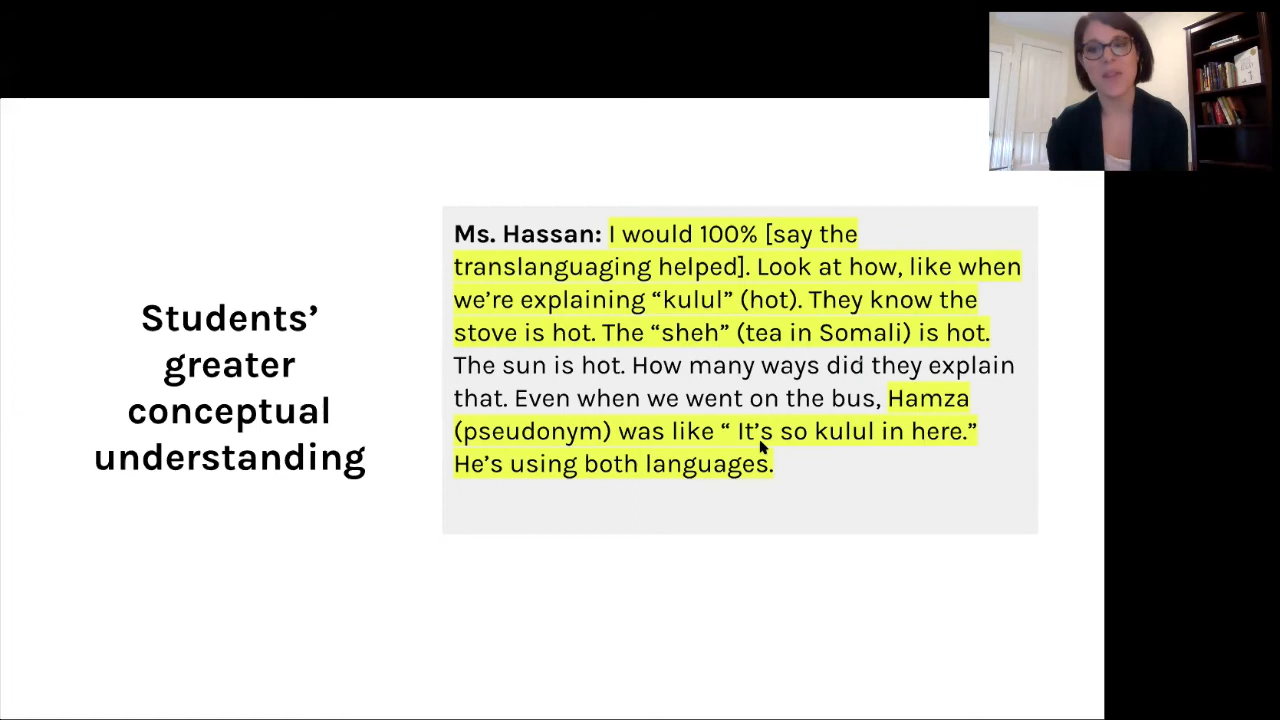 Students’
greater
conceptual
understanding
Ms. Hassan: I would 100% [say the
translanguaging helped]. Look at how, like when
we’re explaining “kulul” (hot). They know the
stove is hot. The “sheh” (tea in Somali) is hot.
The sun is hot. How many ways did they explain
that. Even when we went on the bus, Hamza
(pseudonym) was like “ It’s so kulul in here.”
He’s using both languages.